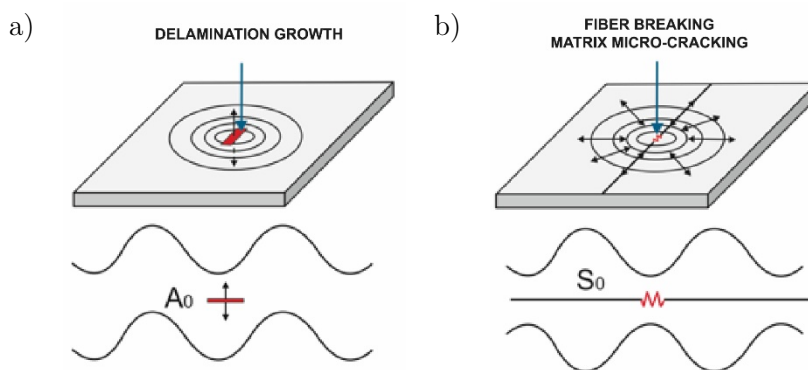 a)
DELAMINATION GROWTH
A0
b)
FIBER BREAKING
MATRIX MICRO-CRACKING
S0